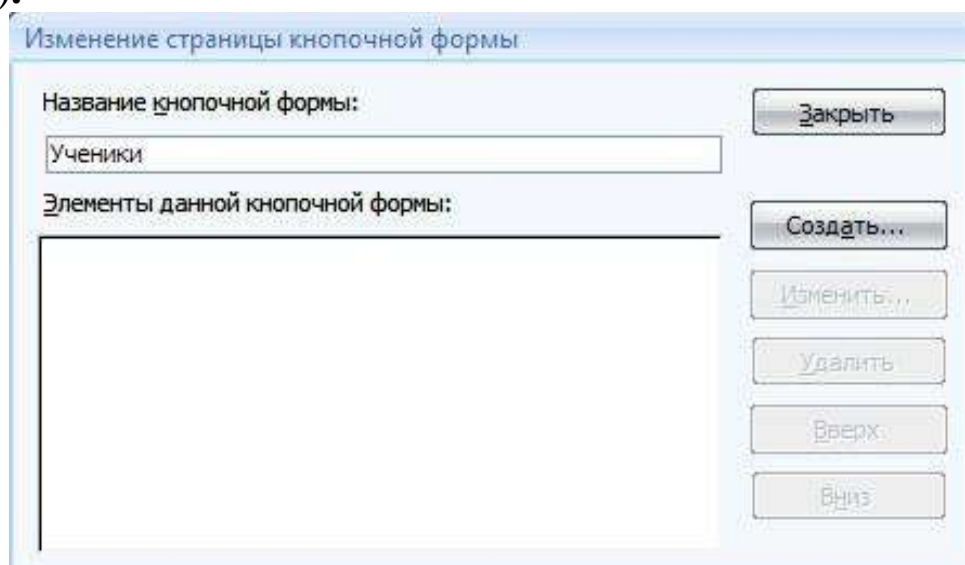 ).
Изменение страницы кнопочной формы
Название кнопочной формы:
Закрыть
Ученики
Элементы данной кнопочной формы:
Создать...
Изменить...
Удалить
Вверх
Вниз